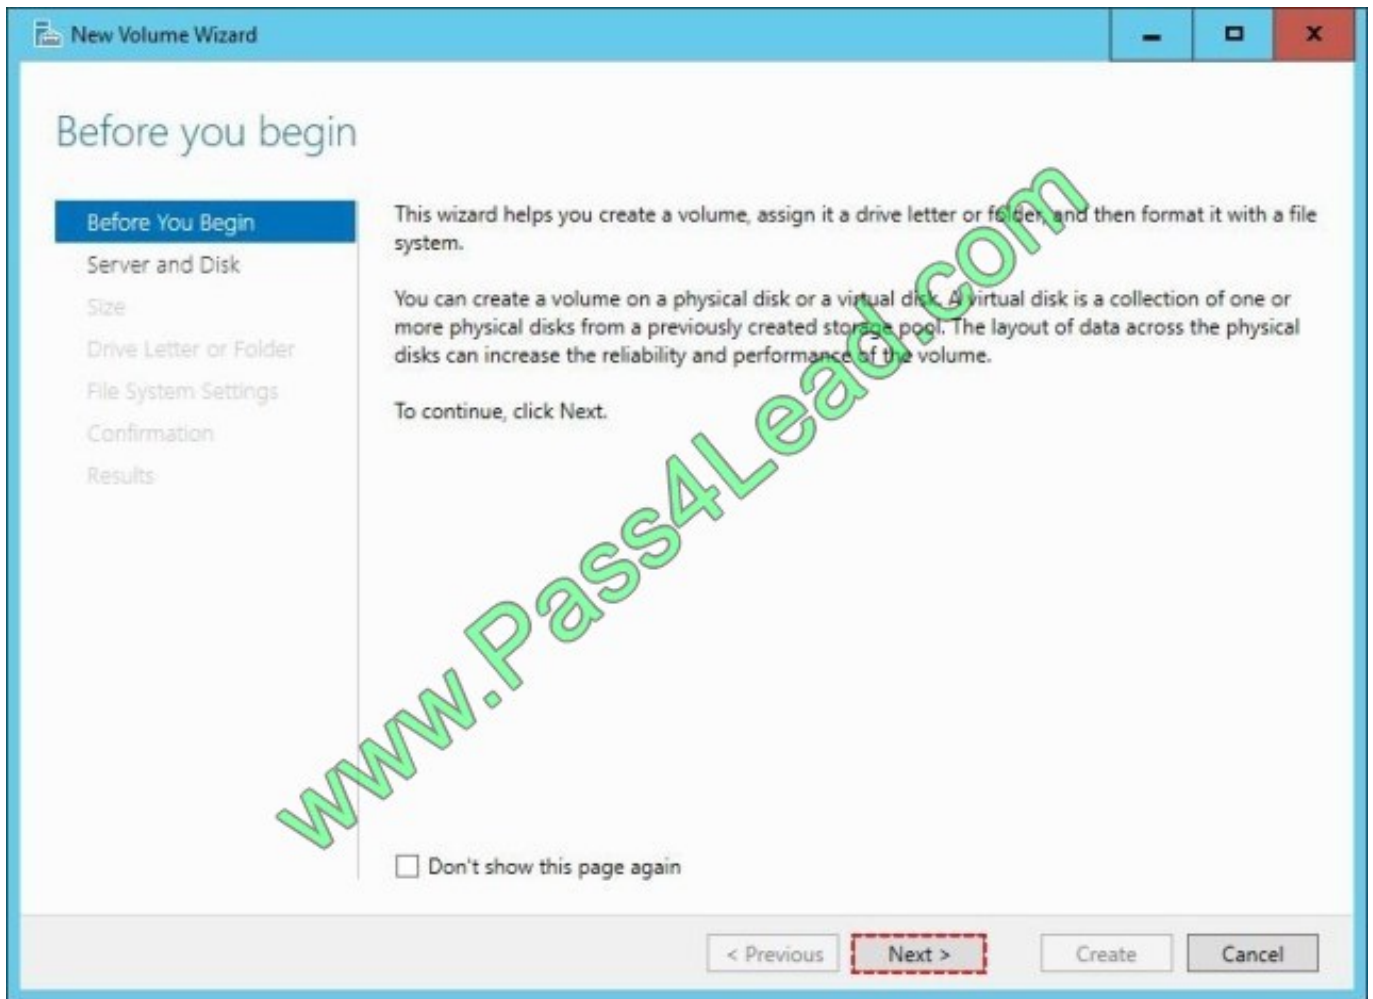 New Volume Wizard
Before you begin
Before You Begin
Server and Disk
Size
Drive Letter or Folder
File System Settings
Confirmation
Results
This wizard helps you create a volume, assign it a drive letter or folder, and then format it with a file
system.
You can create a volume on a physical disk or a virtual disk. A virtual disk is a collection of one or
more physical disks from a previously created storage pool. The layout of data across the physical
disks can increase the reliability and performance of the volume.
To continue, click Next.
www.Pass4Lead.com
Don't show this page again
< Previous
Next >
Create
Cancel